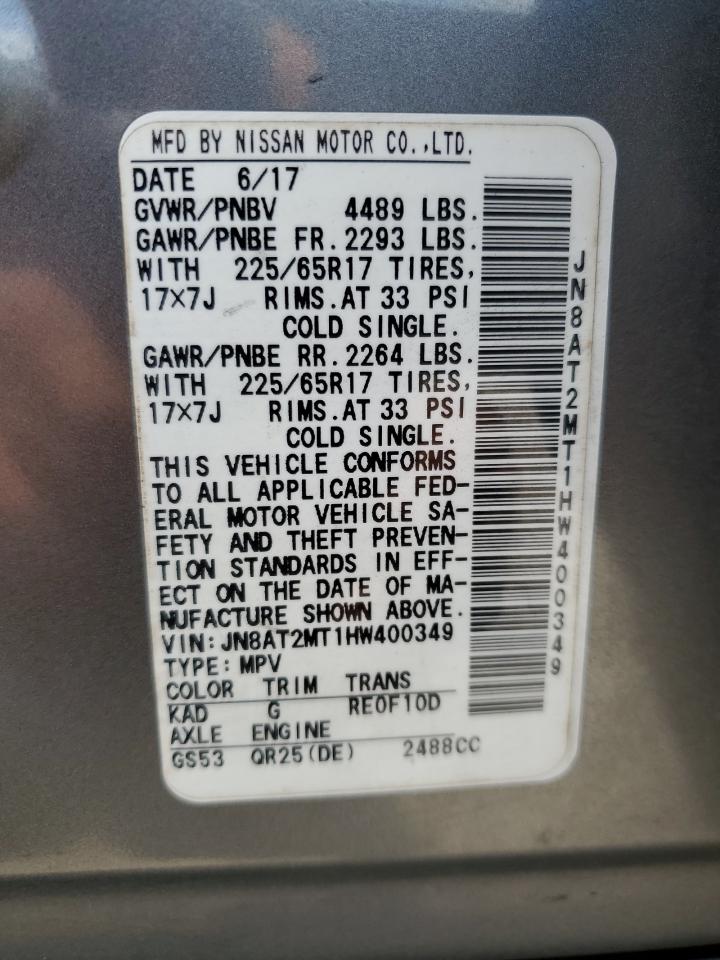 MFD BY NISSAN MOTOR CO.,LTD.
DATE 6/17
GVWR/PNBV 4489 LBS.
GAWR/PNBE FR. 2293 LBS.
WITH 225/65R17 TIRES,
17×7J RIMS. AT 33 PSI
COLD SINGLE.
GAWR/PNBE RR. 2264 LBS.
WITH 225/65R17 TIRES,
17×7J RIMS. AT 33 PSI
COLD SINGLE.
THIS VEHICLE CONFORMS
TO ALL APPLICABLE FED-
ERAL MOTOR VEHICLE SA-
FETY AND THEFT PREVEN-
TION STANDARDS IN EFF-
ECT ON THE DATE OF MA-
NUFACTURE SHOWN ABOVE.
VIN: JN8AT2MT1HW400349
TYPE: MPV
COLOR TRIM TRANS
KAD G RE0F10D
AXLE ENGINE
GS53 QR25(DE) 2488CC
JN8AT2MT1HW400349